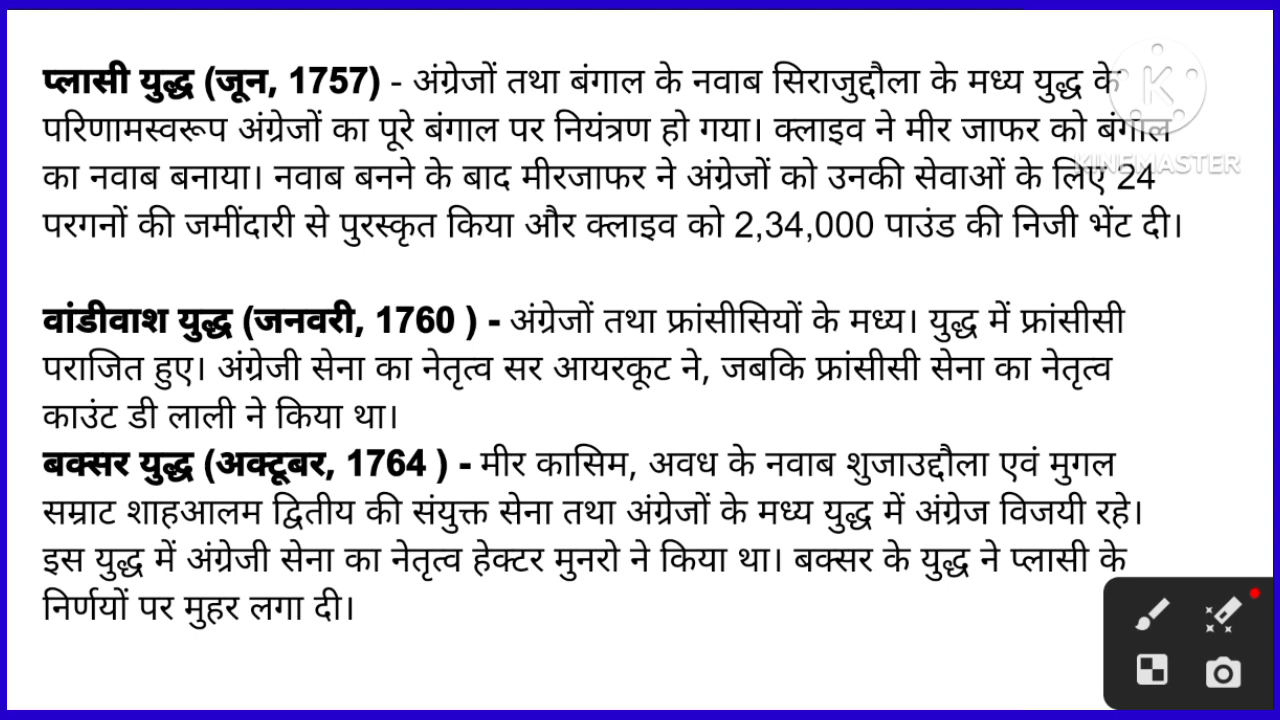 प्लासी युद्ध (जून, 1757) - अंग्रेजों तथा बंगाल के नवाब सिराजुद्दौला के मध्य युद्ध के
परिणामस्वरूप अंग्रेजों का पूरे बंगाल पर नियंत्रण हो गया। क्लाइव ने मीर जाफर को बंगाल
का नवाब बनाया। नवाब बनने के बाद मीरजाफर ने अंग्रेजों को उनकी सेवाओं के लिए 24
परगनों की जमींदारी से पुरस्कृत किया और क्लाइव को 2,34,000 पाउंड की निजी भेंट दी।
वांडीवाश युद्ध (जनवरी, 1760 ) - अंग्रेजों तथा फ्रांसीसियों के मध्य। युद्ध में फ्रांसीसी
पराजित हुए। अंग्रेजी सेना का नेतृत्व सर आयरकूट ने, जबकि फ्रांसीसी सेना का नेतृत्व
काउंट डी लाली ने किया था।
बक्सर युद्ध (अक्टूबर, 1764 ) - मीर कासिम, अवध के नवाब शुजाउद्दौला एवं मुगल
सम्राट शाहआलम द्वितीय की संयुक्त सेना तथा अंग्रेजों के मध्य युद्ध में अंग्रेज विजयी रहे।
इस युद्ध में अंग्रेजी सेना का नेतृत्व हेक्टर मुनरो ने किया था। बक्सर के युद्ध ने प्लासी के
निर्णयों पर मुहर लगा दी।
K
KINEMASTER